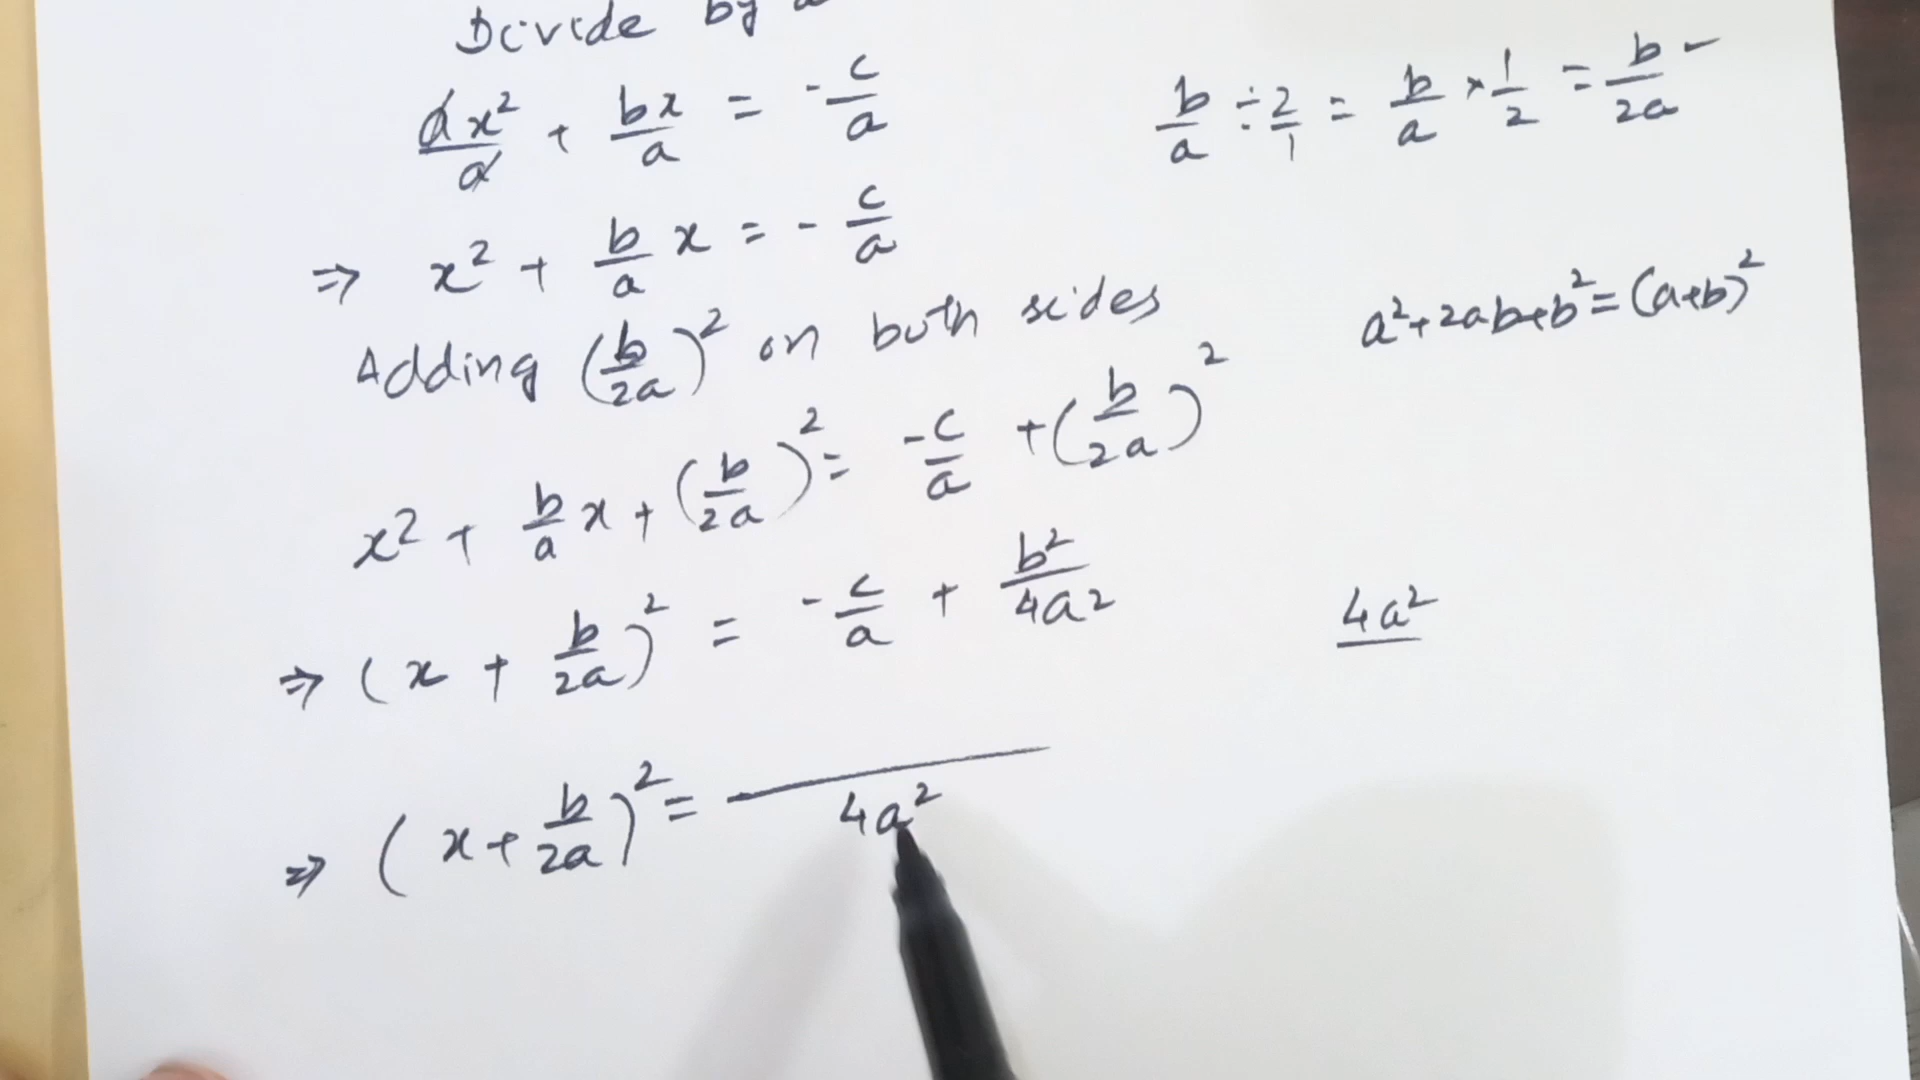 Divide by a
ax²/a + bx/a = -c/a
⇒ x² + b/a x = - c/a
Adding (b/2a)² on both sides
x² + b/a x + (b/2a)² = -c/a + (b/2a)²
⇒ (x + b/2a)² = - c/a + b²/4a²
⇒ (x + b/2a)² = /4a²
b/a ÷ 2/1 = b/a × 1/2 = b/2a
a²+2ab+b² = (a+b)²
4a²